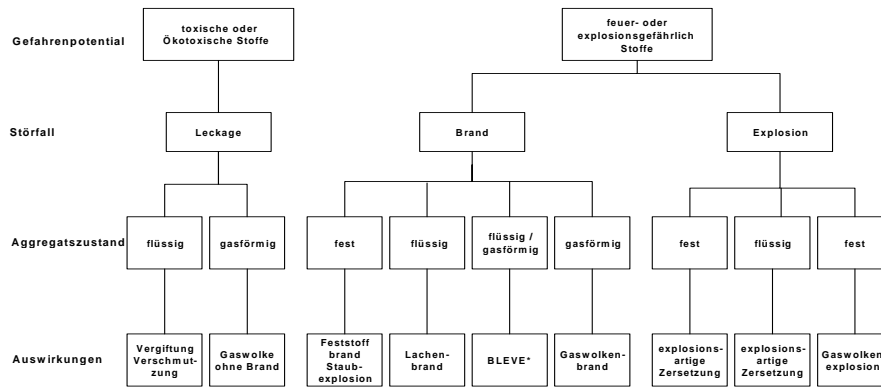 Gefahrenpotential
toxische oder
Ökotoxische Stoffe
feuer- oder
explosionsgefährlich
Stoffe
Störfall
Leckage
Brand
Explosion
Aggregatszustand
flüssig
gasförmig
fest
flüssig
flüssig /
gasförmig
gasförmig
fest
flüssig
fest
Auswirkungen
Vergiftung
Verschmut-
zung
Gaswolke
ohne Brand
Feststoff
brand
Staub-
explosion
Lachen-
brand
BLEVE*
Gaswolken-
brand
explosions-
artige
Zersetzung
explosions-
artige
Zersetzung
Gaswolken
explosion